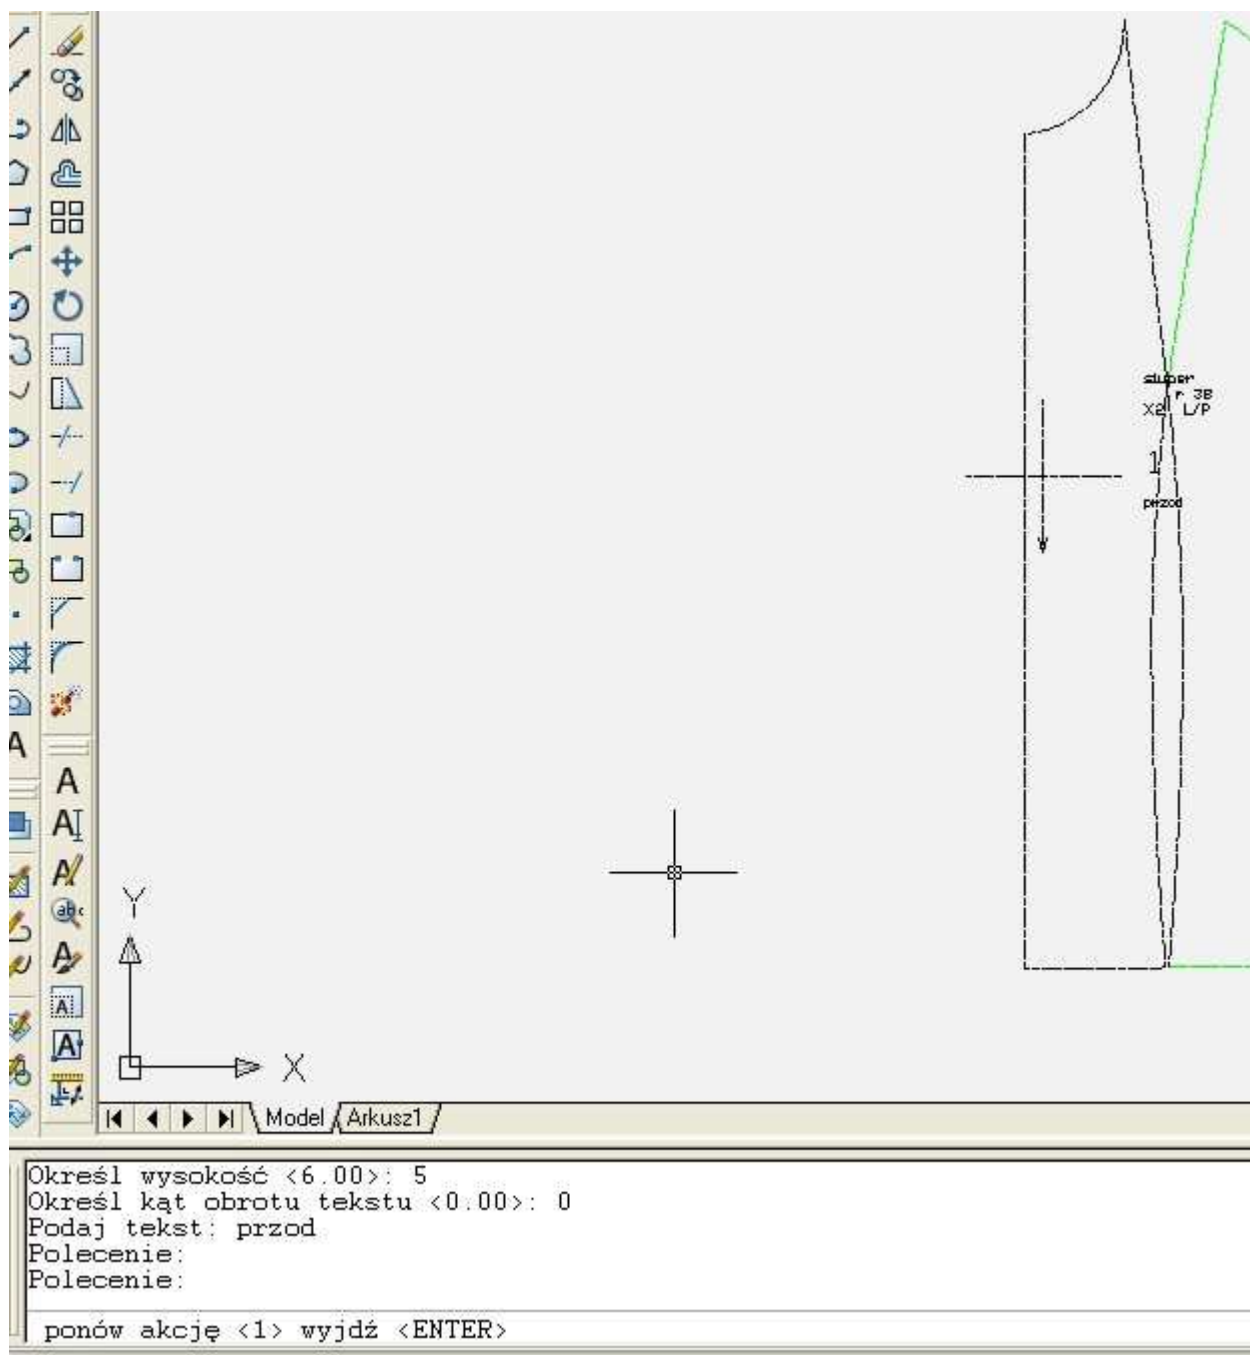 sluper
r 38
X2 L/P
1
przod
Y
X
Model Arkusz1
Określ wysokość <6.00>: 5
Określ kąt obrotu tekstu <0.00>: 0
Podaj tekst: przod
Polecenie:
Polecenie:
ponów akcję <1> wyjdź <ENTER>